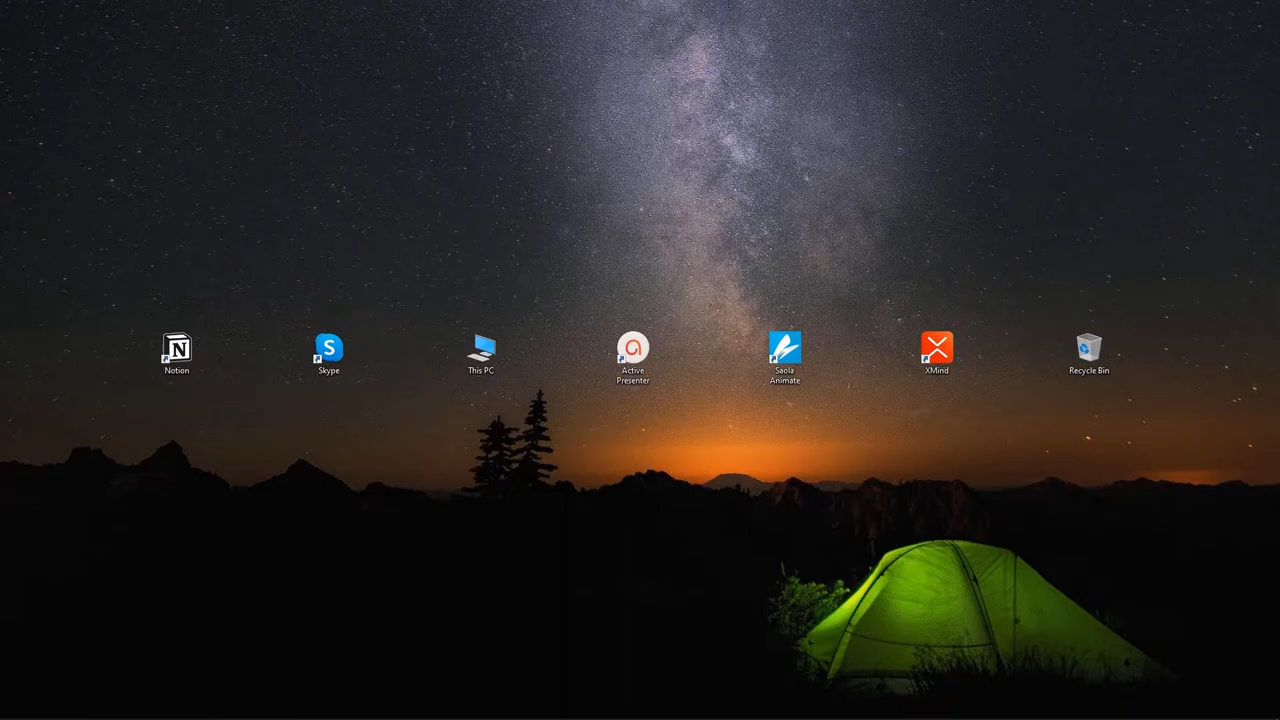 Notion
Skype
This PC
Active
Presenter
Saola
Animate
XMind
Recycle Bin